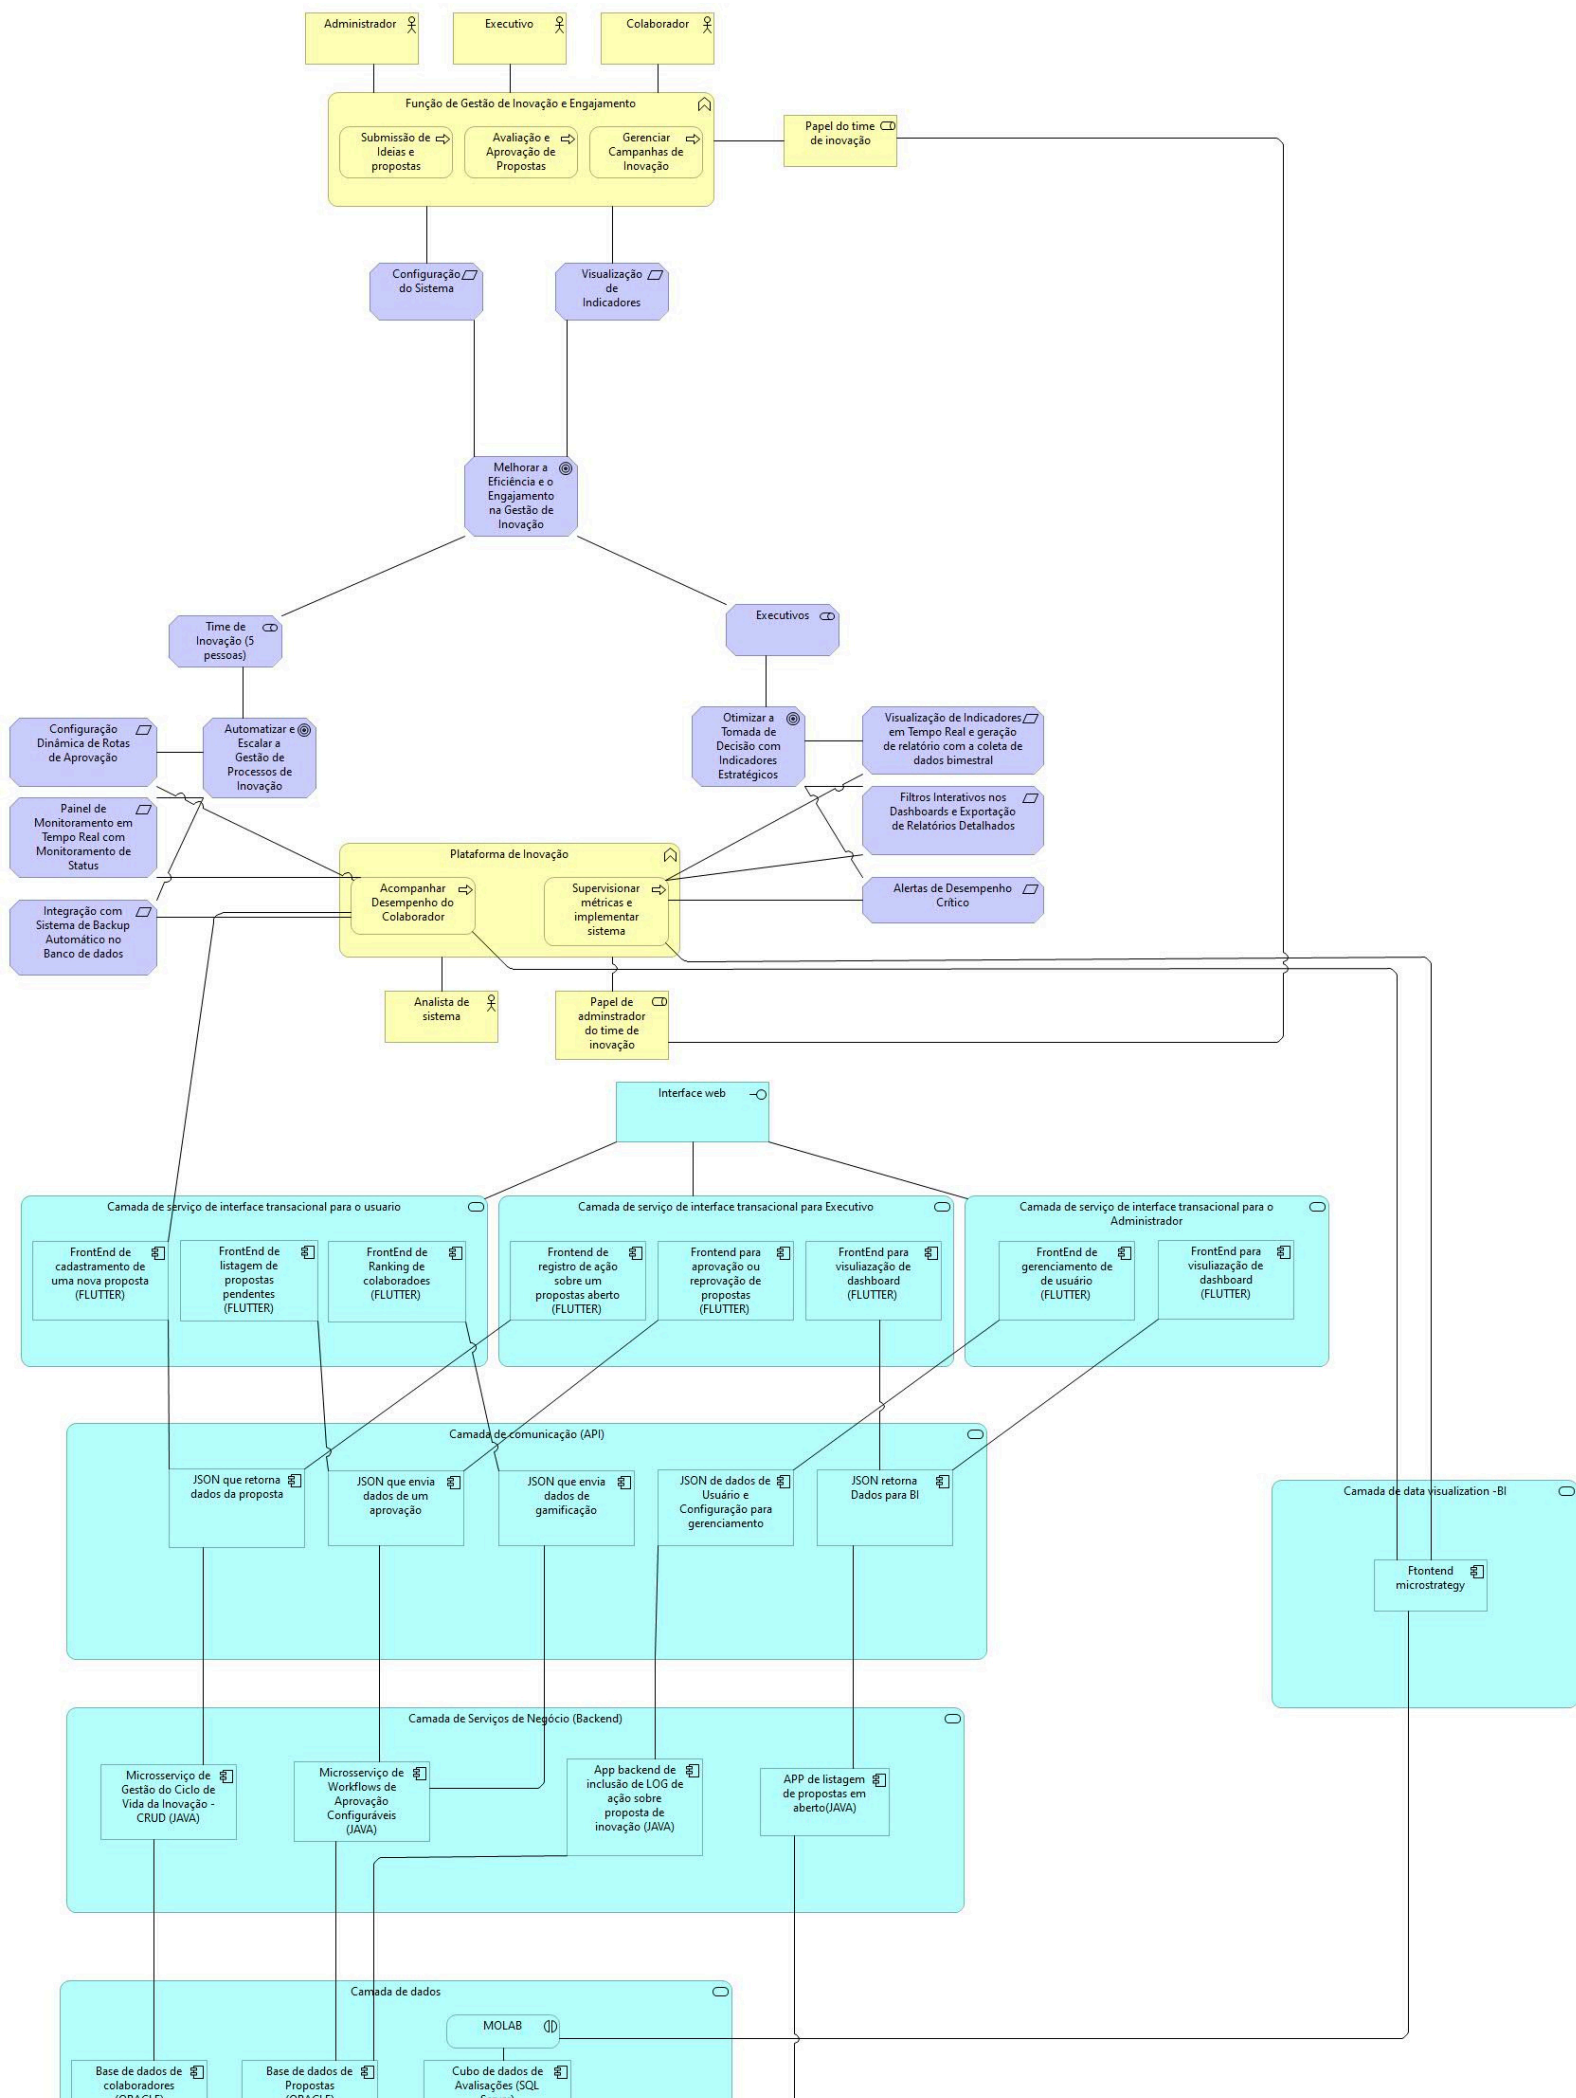 Administrador
Executivo
Colaborador
Função de Gestão de Inovação e Engajamento
Submissão de
Ideias e
propostas
Avaliação e
Aprovação de
Propostas
Gerenciar
Campanhas de
Inovação
Papel do time
de inovação
Configuração
do Sistema
Visualização
de
Indicadores
Melhorar a
Eficiência e o
Engajamento
na Gestão de
Inovação
Time de
Inovação (5
pessoas)
Executivos
Configuração
Dinâmica de Rotas
de Aprovação
Automatizar e
Escalar a
Gestão de
Processos de
Inovação
Otimizar a
Tomada de
Decisão com
Indicadores
Estratégicos
Visualização de Indicadores
em Tempo Real e geração
de relatório com a coleta de
dados bimestral
Painel de
Monitoramento em
Tempo Real com
Monitoramento de
Status
Filtros Interativos nos
Dashboards e Exportação
de Relatórios Detalhados
Plataforma de Inovação
Acompanhar
Desempenho do
Colaborador
Supervisionar
métricas e
implementar
sistema
Alertas de Desempenho
Crítico
Integração com
Sistema de Backup
Automático no
Banco de dados
Analista de
sistema
Papel de
adminstrador
do time de
inovação
Interface web
Camada de serviço de interface transacional para o usuario
Camada de serviço de interface transacional para Executivo
Camada de serviço de interface transacional para o
Administrador
FrontEnd de
cadastramento de
uma nova proposta
(FLUTTER)
FrontEnd de
listagem de
propostas
pendentes
(FLUTTER)
FrontEnd de
Ranking de
colaboradoes
(FLUTTER)
Frontend de
registro de ação
sobre um
propostas aberto
(FLUTTER)
Frontend para
aprovação ou
reprovação de
propostas
(FLUTTER)
FrontEnd para
visuliazação de
dashboard
(FLUTTER)
FrontEnd de
gerenciamento de
de usuário
(FLUTTER)
FrontEnd para
visuliazação de
dashboard
(FLUTTER)
Camada de comunicação (API)
JSON que retorna
dados da proposta
JSON que envia
dados de um
aprovação
JSON que envia
dados de
gamificação
JSON de dados de
Usuário e
Configuração para
gerenciamento
JSON retorna
Dados para BI
Camada de data visualization -BI
Ftontend
microstrategy
Camada de Serviços de Negócio (Backend)
Microsserviço de
Gestão do Ciclo de
Vida da Inovação -
CRUD (JAVA)
Microsserviço de
Workflows de
Aprovação
Configuráveis
(JAVA)
App backend de
inclusão de LOG de
ação sobre
proposta de
inovação (JAVA)
APP de listagem
de propostas em
aberto(JAVA)
Camada de dados
MOLAB
Base de dados de
colaboradores
Base de dados de
Propostas
Cubo de dados de
Avalisações (SQL